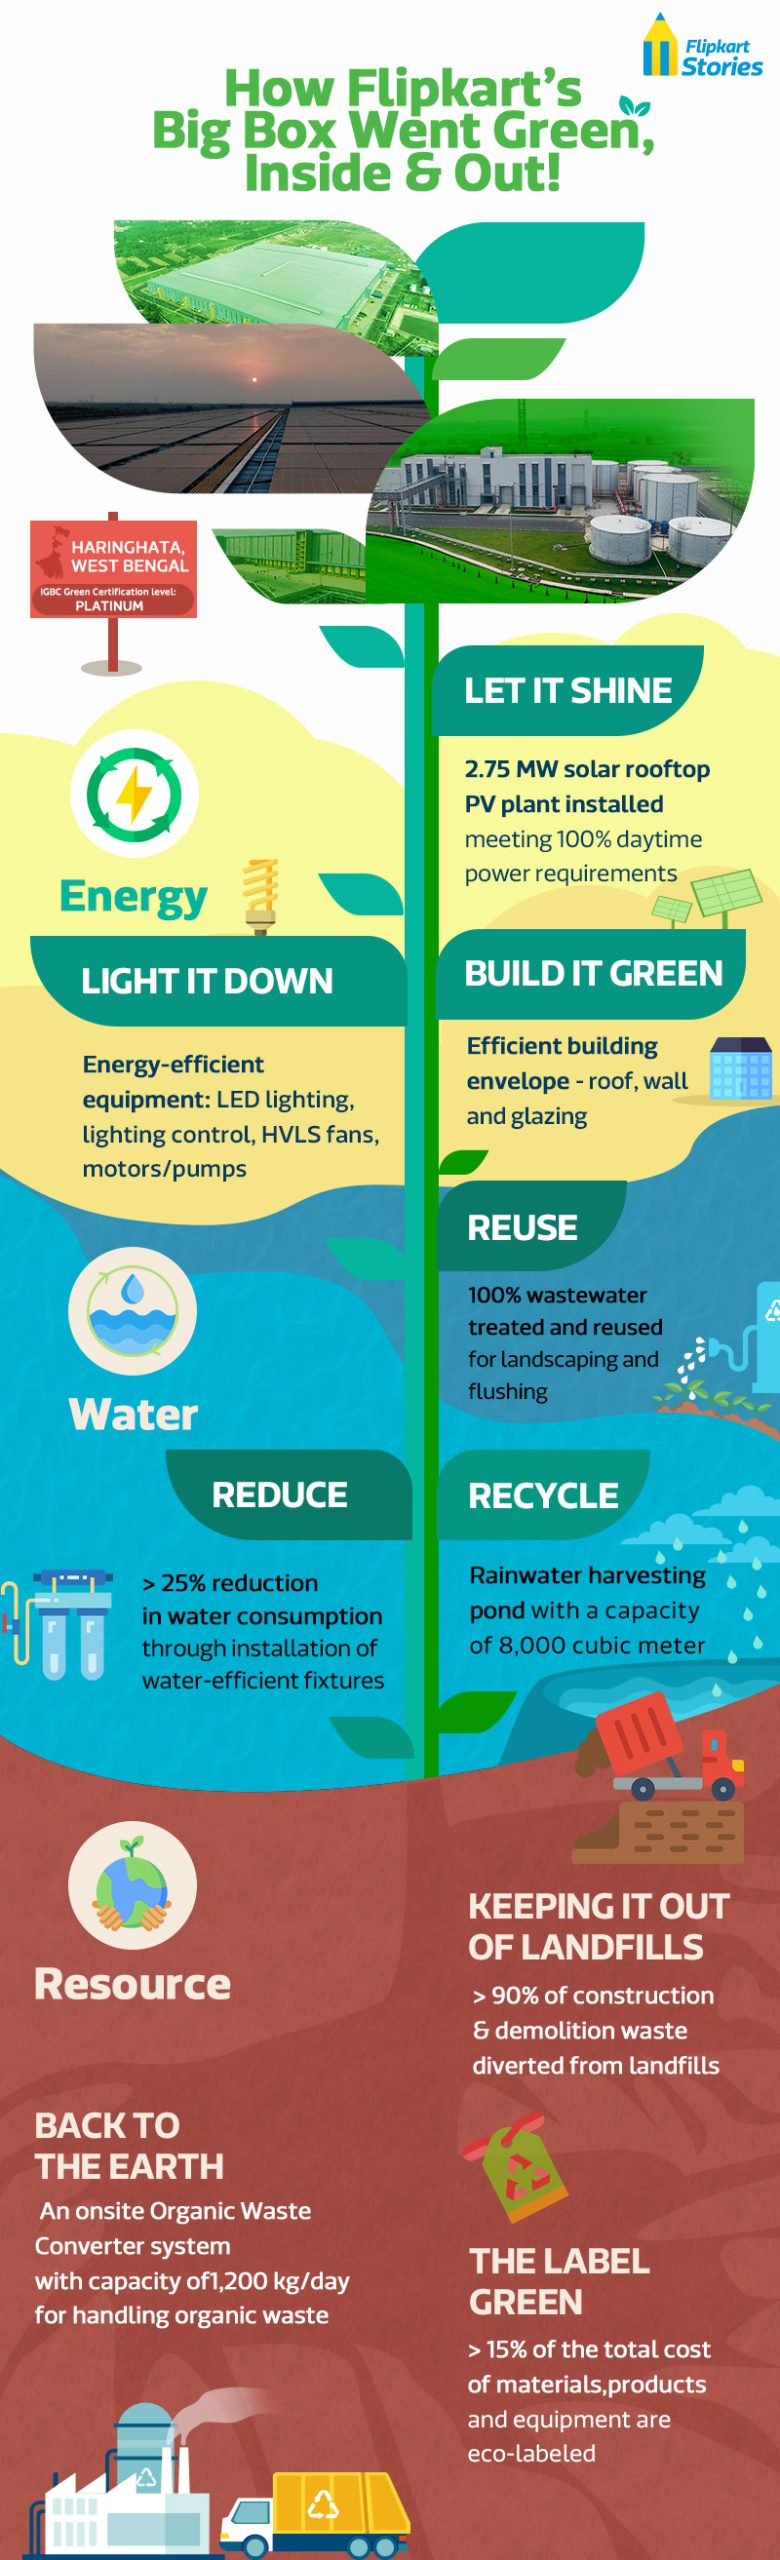 Flipkart
Stories
How Flipkart's
Big Box Went Green,
Inside & Out!
HARINGHATA,
WEST BENGAL
IGBC Green Certification level:
PLATINUM
LET IT SHINE
2.75 MW solar rooftop
PV plant installed
meeting 100% daytime
power requirements
Energy
LIGHT IT DOWN
Energy-efficient
equipment: LED lighting,
lighting control, HVLS fans,
motors/pumps
BUILD IT GREEN
Efficient building
envelope - roof, wall
and glazing
REUSE
100% wastewater
treated and reused
for landscaping and
flushing
Water
REDUCE
> 25% reduction
in water consumption
through installation of
water-efficient fixtures
RECYCLE
Rainwater harvesting
pond with a capacity
of 8,000 cubic meter
Resource
KEEPING IT OUT
OF LANDFILLS
> 90% of construction
& demolition waste
diverted from landfills
BACK TO
THE EARTH
An onsite Organic Waste
Converter system
with capacity of1,200 kg/day
for handling organic waste
THE LABEL
GREEN
> 15% of the total cost
of materials,products
and equipment are
eco-labeled